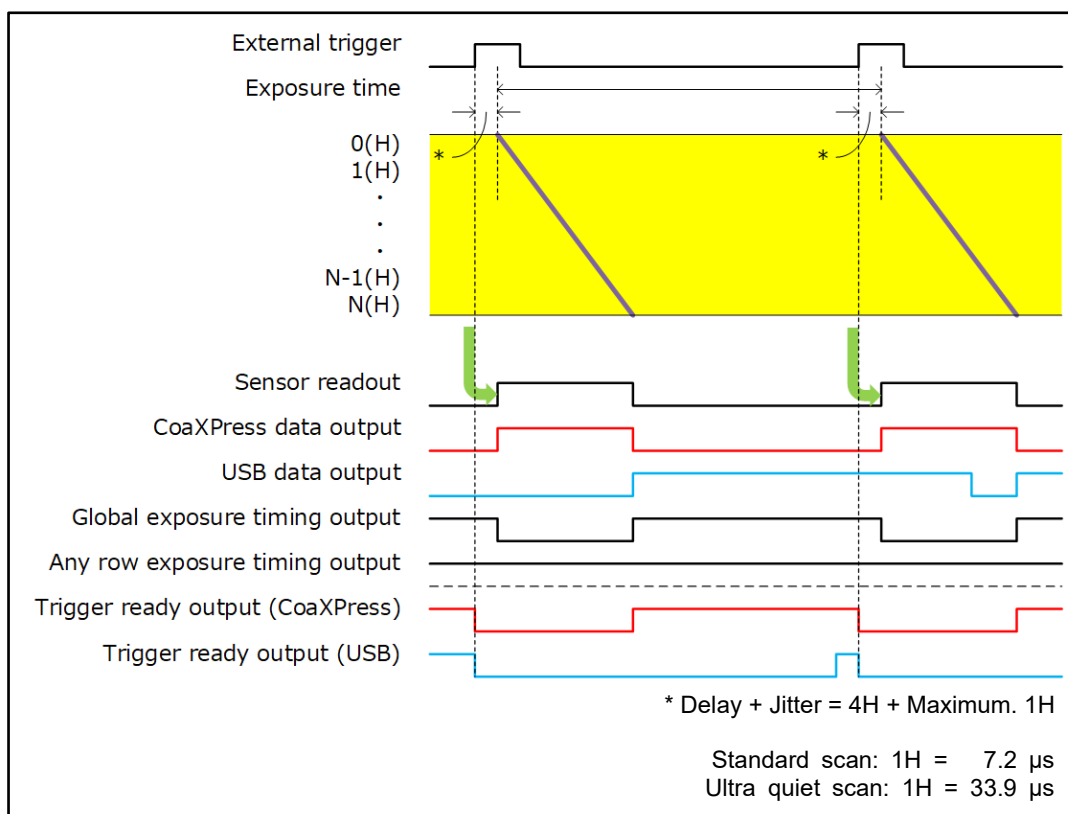 External trigger
Exposure time
0(H)
*
*
1(H)
.
.
.
N-1(H)
N(H)
Sensor readout
CoaXPress data output
USB data output
Global exposure timing output
Any row exposure timing output
Trigger ready output (CoaXPress)
Trigger ready output (USB)
* Delay + Jitter = 4H + Maximum. 1H
Standard scan: 1H = 7.2 µs
Ultra quiet scan: 1H = 33.9 µs